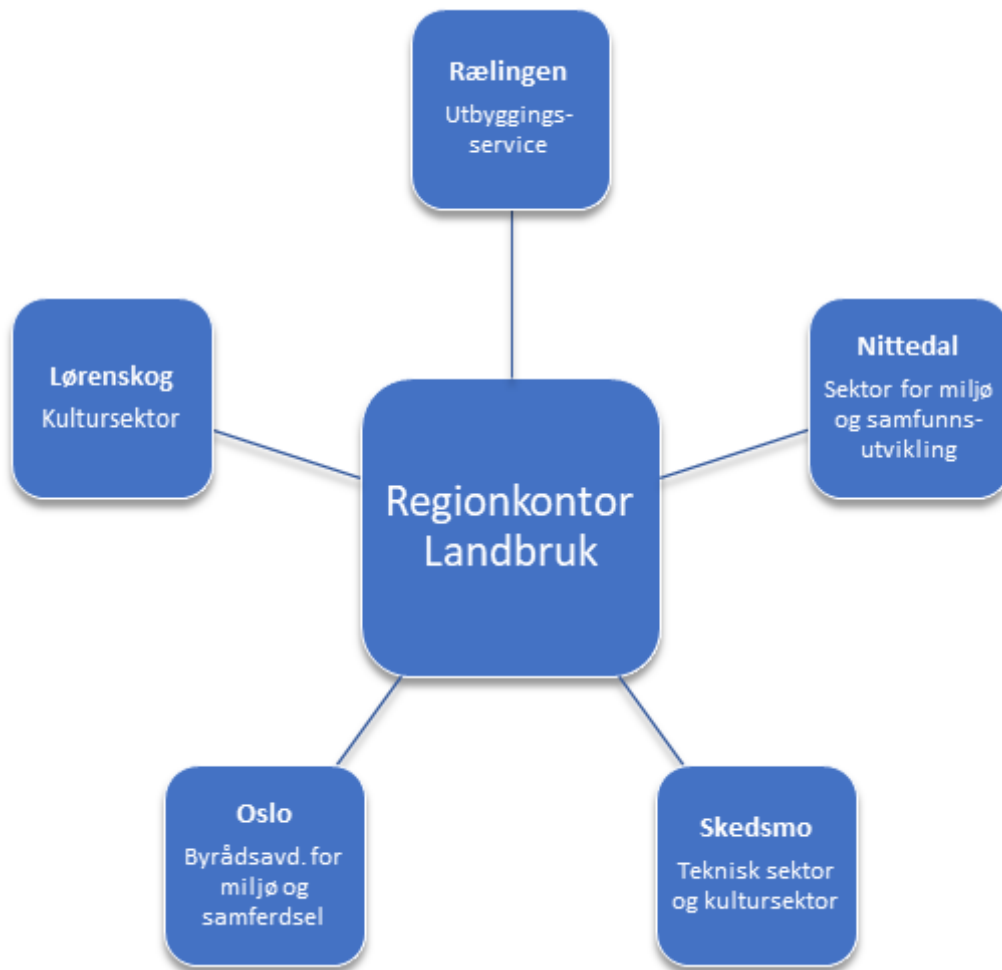 Rælingen
Utbyggings-
service
Lørenskog
Kultursektor
Nittedal
Sektor for miljø
og samfunns-
utvikling
Regionkontor
Landbruk
Oslo
Byrådsavd. for
miljø og
samferdsel
Skedsmo
Teknisk sektor
og kultursektor